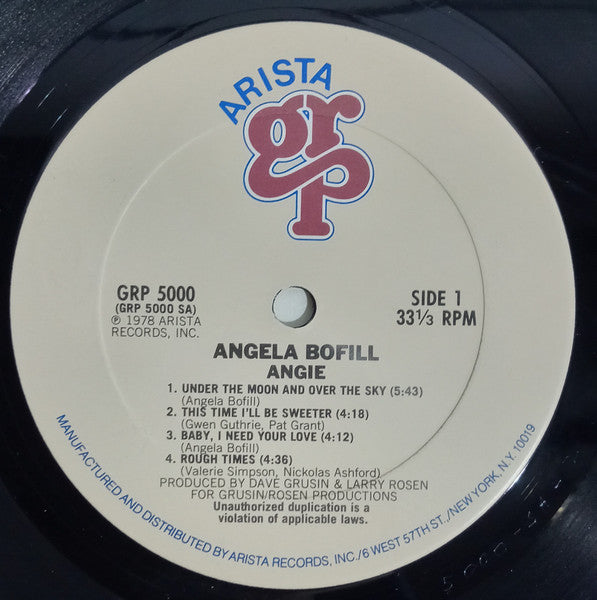 ARISTA
grp
GRP 5000
(GRP 5000 SA)
℗ 1978 ARISTA
RECORDS, INC.
SIDE 1
33⅓ RPM
ANGELA BOFILL
ANGIE
1. UNDER THE MOON AND OVER THE SKY (5:43)
(Angela Bofill)
2. THIS TIME I'LL BE SWEETER (4:18)
(Gwen Guthrie, Pat Grant)
3. BABY, I NEED YOUR LOVE (4:12)
(Angela Bofill)
4. ROUGH TIMES (4:36)
(Valerie Simpson, Nickolas Ashford)
PRODUCED BY DAVE GRUSIN & LARRY ROSEN
FOR GRUSIN/ROSEN PRODUCTIONS
Unauthorized duplication is a
violation of applicable laws.
MANUFACTURED AND DISTRIBUTED BY ARISTA RECORDS, INC./6 WEST 57TH ST./NEW YORK, N.Y. 10019